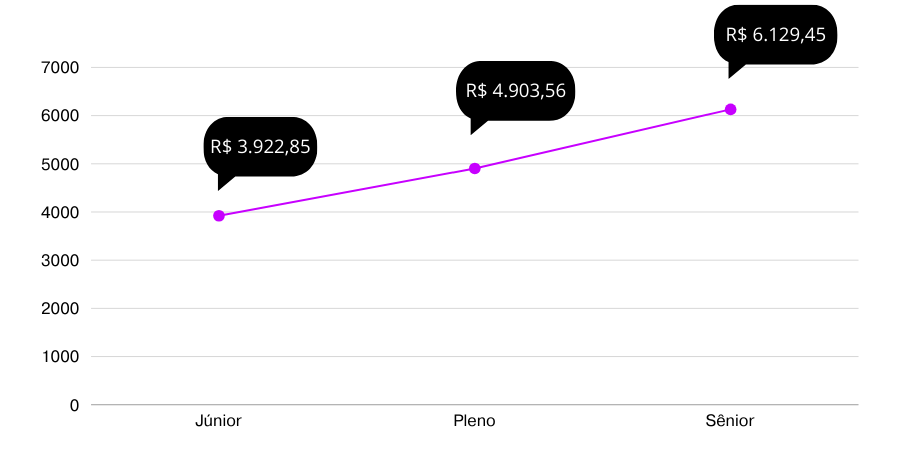 R$ 6.129,45
7000
R$ 4.903,56
6000
R$ 3.922,85
5000
4000
3000
2000
1000
0
Júnior
Pleno
Sênior